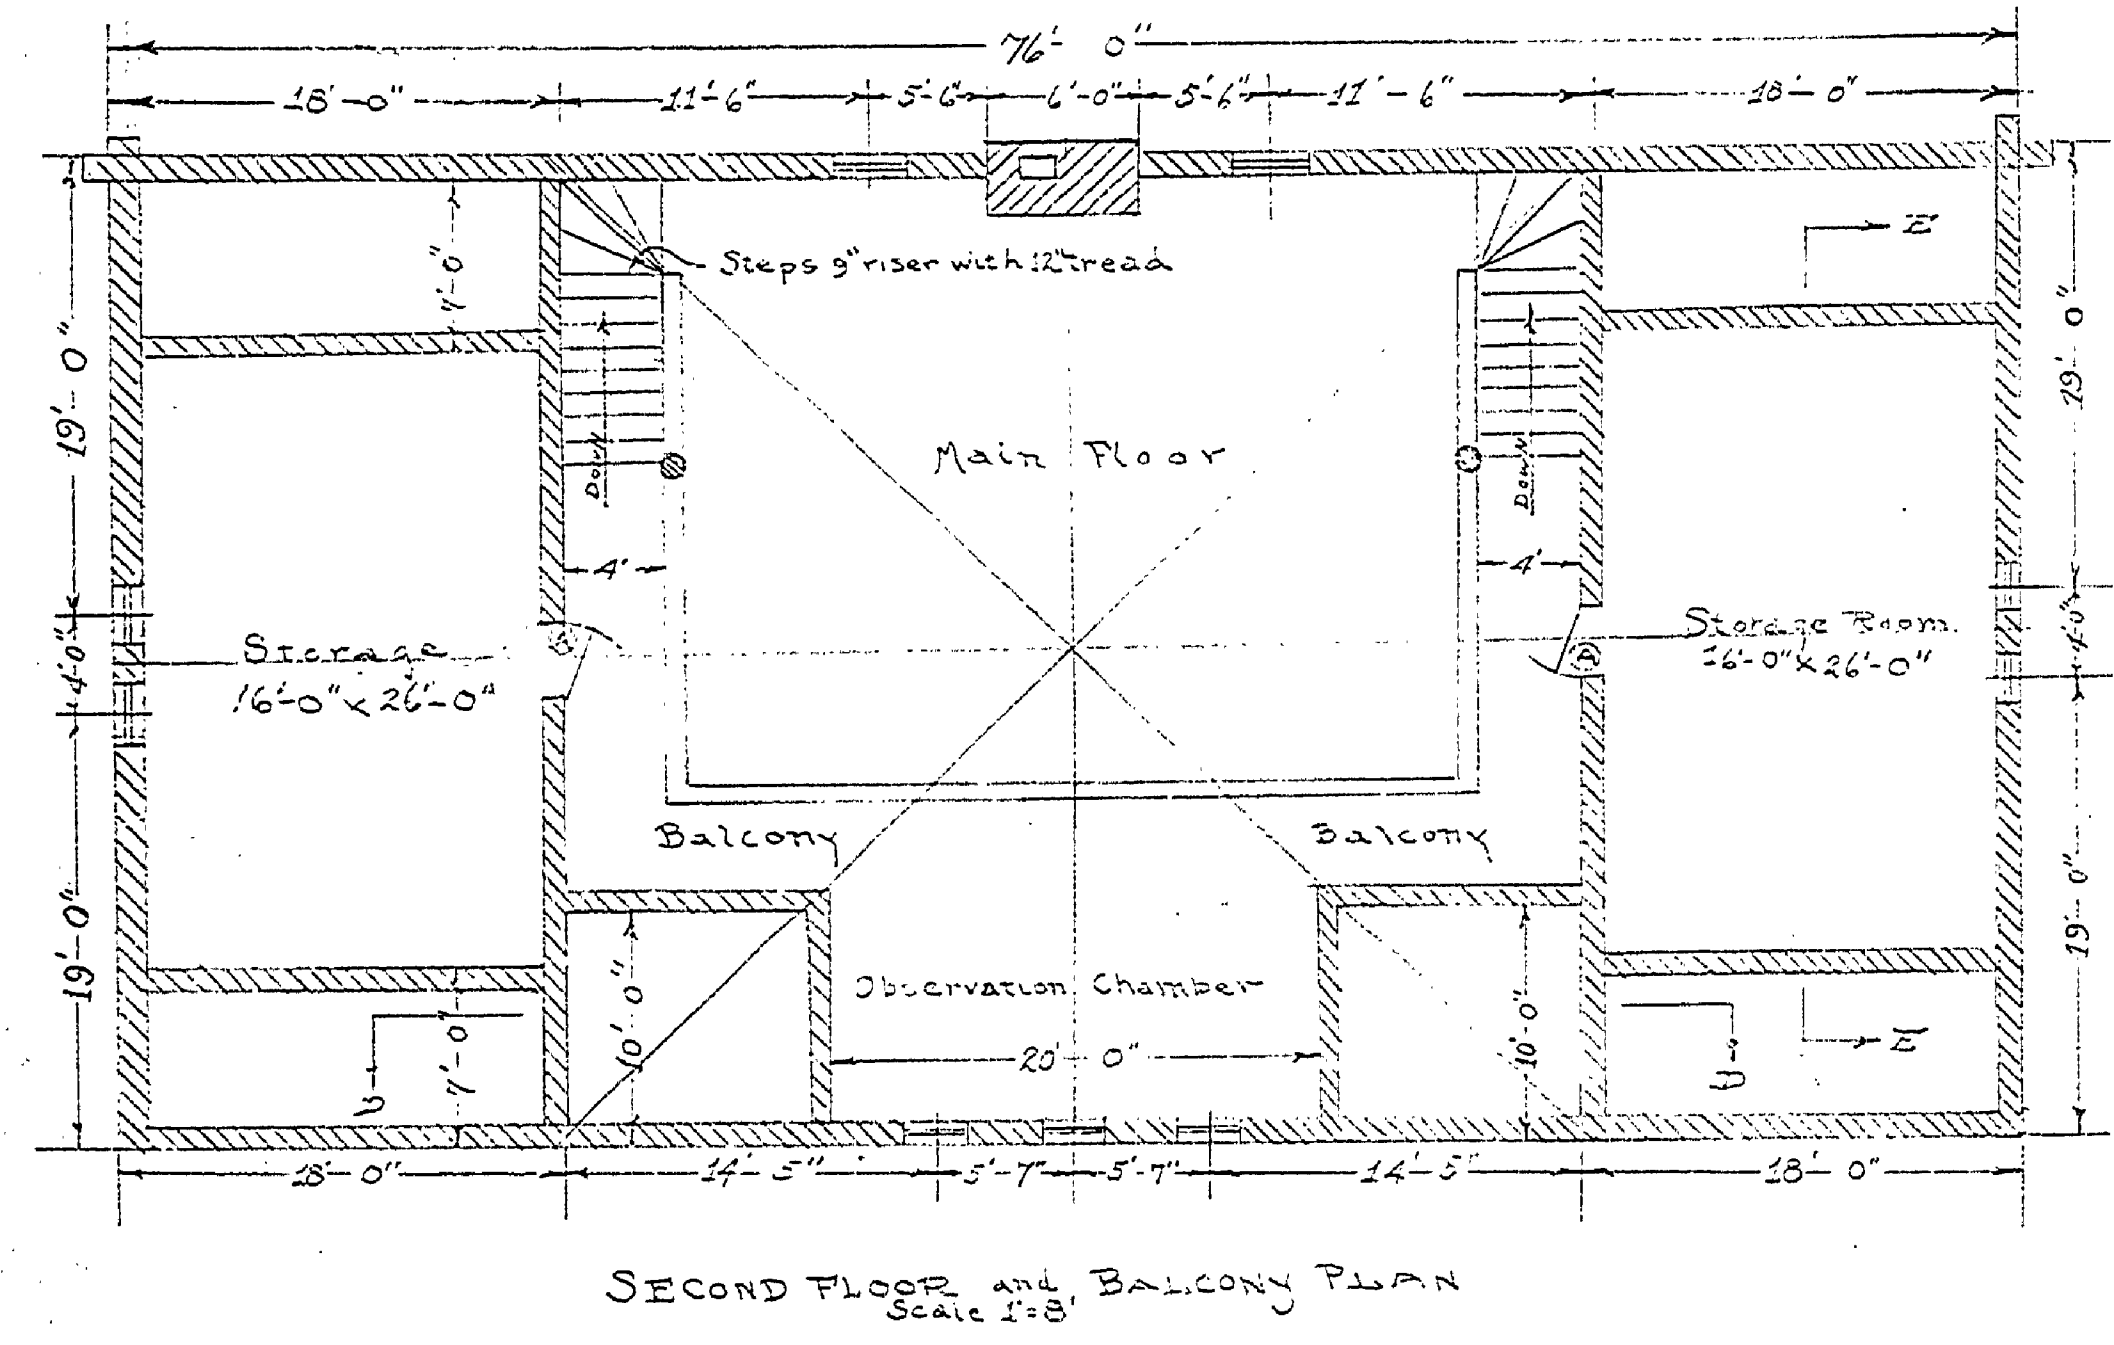 76'- 0"
18'-0" 11'-6" 5'-6" 6'-0" 5'-6" 11'-6" 18'-0"
E
Steps 9" riser with 12" tread
7'-0"
19'-0"
19'-0"
Main Floor
Down
Down
4'
4'
Storage
16'-0" x 26'-0"
A
A
Storage Room
16'-0" x 26'-0"
4'-0"
4'-0"
Balcony
Balcony
19'-0"
19'-0"
Observation Chamber
10'-0"
10'-0"
20'-0"
7'-0"
E
18'-0" 14'-5" 5'-7" 5'-7" 14'-5" 18'-0"
SECOND FLOOR and BALCONY PLAN
Scale 1"=8'